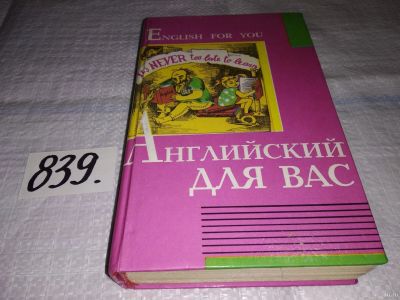 ENGLISH FOR YOU
It's NEVER too late to learn
АНГЛИЙСКИЙ
ДЛЯ ВАС
839.